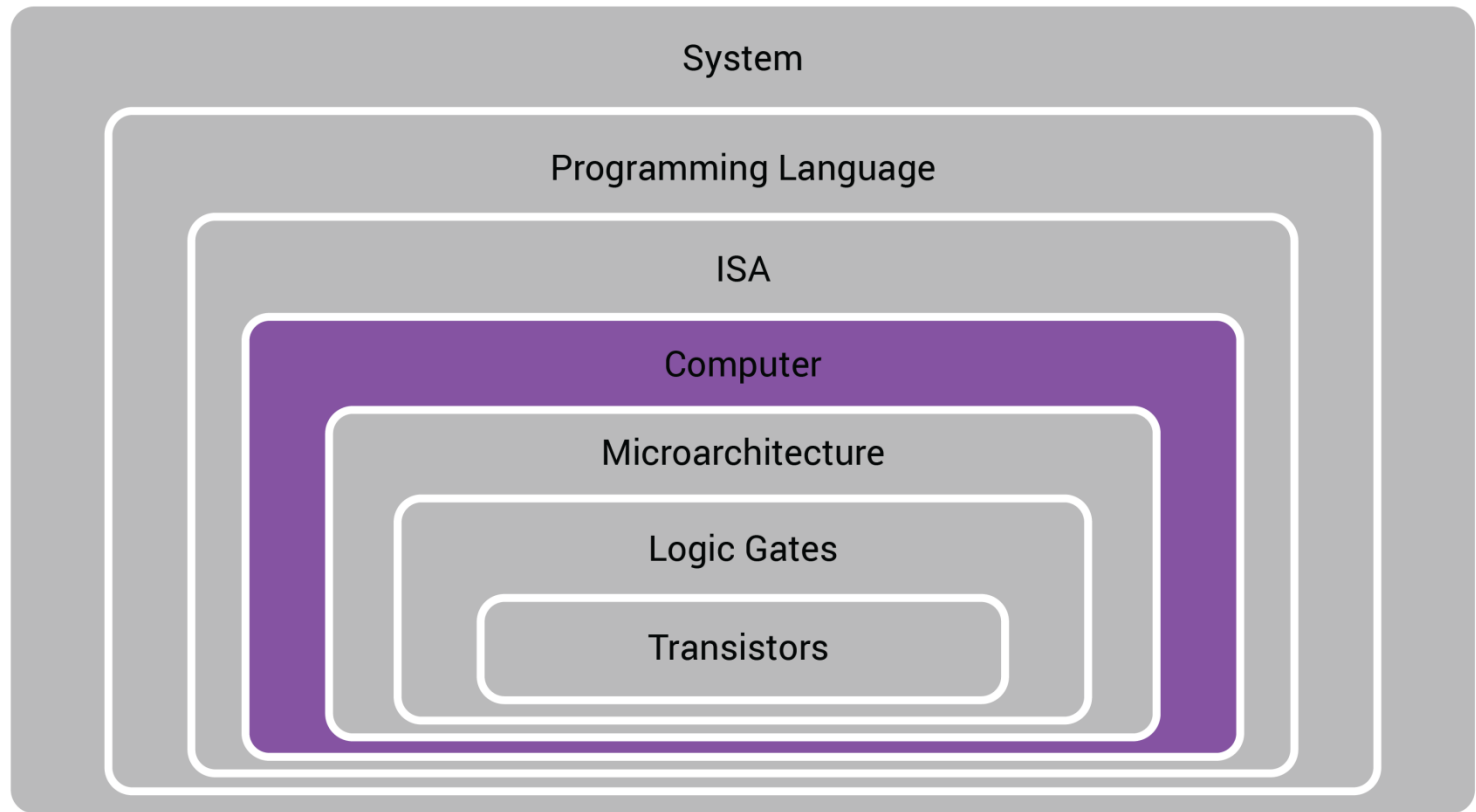 System
Programming Language
ISA
Computer
Microarchitecture
Logic Gates
Transistors